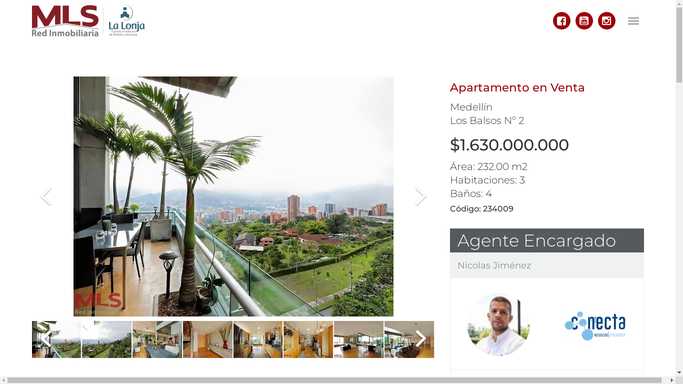 MLS
Red Inmobiliaria
La Lonja
Apartamento en Venta
Medellín
Los Balsos N° 2
$1.630.000.000
Área: 232.00 m2
Habitaciones: 3
Baños: 4
Código: 234009
Agente Encargado
Nicolas Jiménez
MLS
conecta